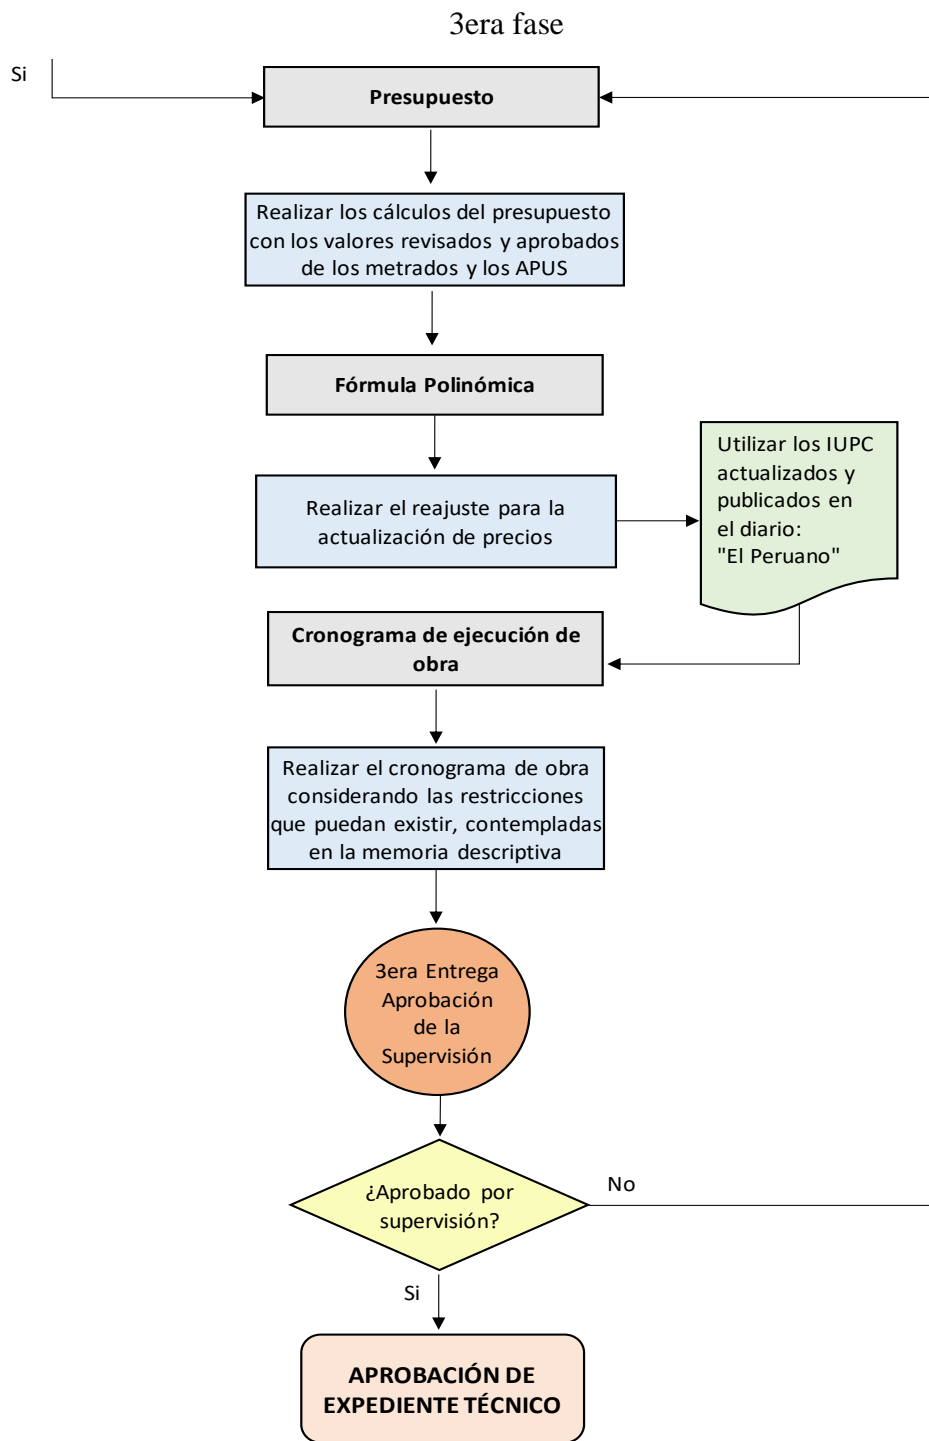 3era fase
Si
Presupuesto
Realizar los cálculos del presupuesto
con los valores revisados y aprobados
de los metrados y los APUS
Fórmula Polinómica
Utilizar los IUPC
actualizados y
publicados en
el diario:
"El Peruano"
Realizar el reajuste para la
actualización de precios
Cronograma de ejecución de
obra
Realizar el cronograma de obra
considerando las restricciones
que puedan existir, contempladas
en la memoria descriptiva
3era Entrega
Aprobación
de la
Supervisión
¿Aprobado por
supervisión?
No
Si
APROBACIÓN DE
EXPEDIENTE TÉCNICO